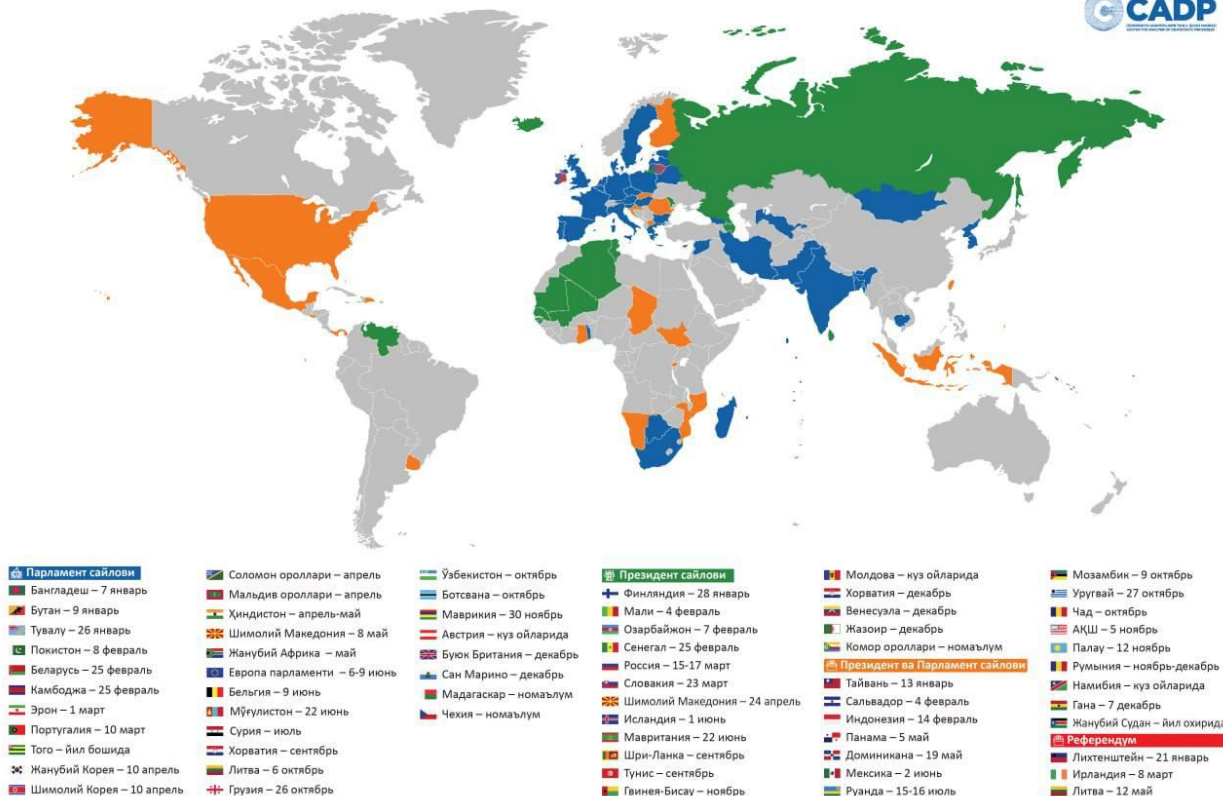 CADP
Парламент сайлови
Бангладеш – 7 январь
Бутан – 9 январь
Тувалу – 26 январь
Покистон – 8 февраль
Беларусь – 25 февраль
Камбоджа – 25 февраль
Эрон – 1 март
Португалия – 10 март
Того – йил бошида
Жанубий Корея – 10 апрель
Шимолий Корея – 10 апрель
Соломон ороллари – апрель
Мальдив ороллари – апрель
Ҳиндистон – апрель-май
Шимолий Македония – 8 май
Жанубий Африка – май
Европа парламенти – 6-9 июнь
Бельгия – 9 июнь
Мўғулистон – 22 июнь
Сурия – июль
Хорватия – сентябрь
Литва – 6 октябрь
Грузия – 26 октябрь
Ўзбекистон – октябрь
Ботсвана – октябрь
Маврикия – 30 ноябрь
Австрия – куз ойларида
Буюк Британия – декабрь
Сан Марино – декабрь
Мадагаскар – номаълум
Чехия – номаълум
Президент сайлови
Финляндия – 28 январь
Мали – 4 февраль
Озарбайжон – 7 февраль
Сенегал – 25 февраль
Россия – 15-17 март
Словакия – 23 март
Шимолий Македония – 24 апрель
Исландия – 1 июнь
Мавритания – 22 июнь
Шри-Ланка – сентябрь
Тунис – сентябрь
Гвинея-Бисау – ноябрь
Молдова – куз ойларида
Хорватия – декабрь
Венесуэла – декабрь
Жазоир – декабрь
Комор ороллари – номаълум
Президент ва Парламент сайлови
Тайвань – 13 январь
Сальвадор – 4 февраль
Индонезия – 14 февраль
Панама – 5 май
Доминикана – 19 май
Мексика – 2 июнь
Руанда – 15-16 июль
Мозамбик – 9 октябрь
Уругвай – 27 октябрь
Чад – октябрь
АҚШ – 5 ноябрь
Палау – 12 ноябрь
Румыния – ноябрь-декабрь
Намибия – куз ойларида
Гана – 7 декабрь
Жанубий Судан – йил охирида
Референдум
Лихтенштейн – 21 январь
Ирландия – 8 март
Литва – 12 май